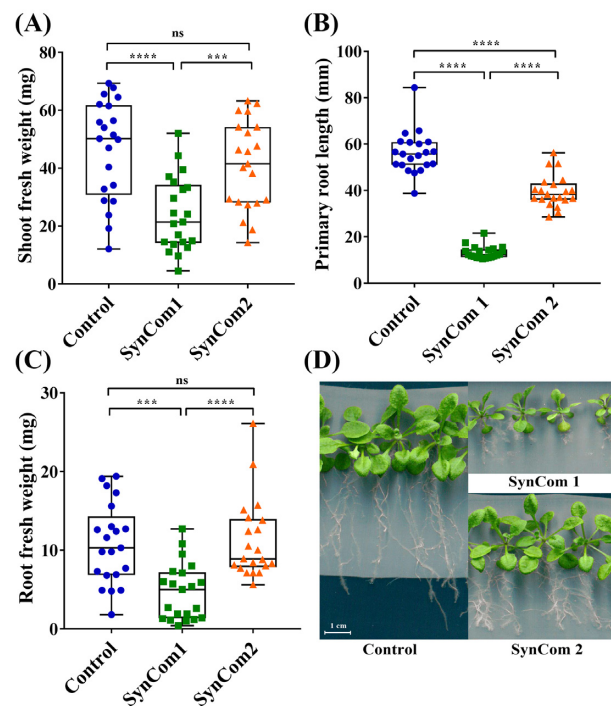 (A)
ns
****
***
Shoot fresh weight (mg)
80
60
40
20
0
Control
SynCom1
SynCom2
(B)
****
****
****
Primary root length (mm)
100
80
60
40
20
0
Control
SynCom 1
SynCom 2
(C)
ns
***
****
Root fresh weight (mg)
30
20
10
0
Control
SynCom1
SynCom2
(D)
SynCom 1
1 cm
Control
SynCom 2